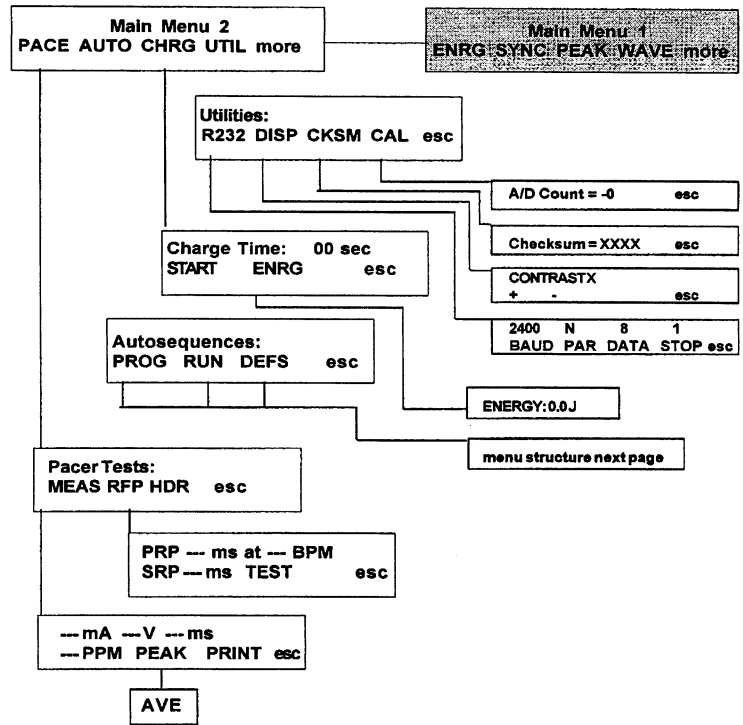 Main Menu 2
PACE AUTO CHRG UTIL more
Main Menu 1
ENRG SYNC PEAK WAVE more
Utilities:
R232 DISP CKSM CAL esc
A/D Count = -0 esc
Checksum = XXXX esc
Charge Time: 00 sec
START ENRG esc
CONTRASTX
+ - esc
2400 N 8 1
BAUD PAR DATA STOP esc
Autosequences:
PROG RUN DEFS esc
ENERGY: 0.0 J
menu structure next page
Pacer Tests:
MEAS RFP HDR esc
PRP --- ms at --- BPM
SRP --- ms TEST esc
--- mA --- V --- ms
--- PPM PEAK PRINT esc
AVE